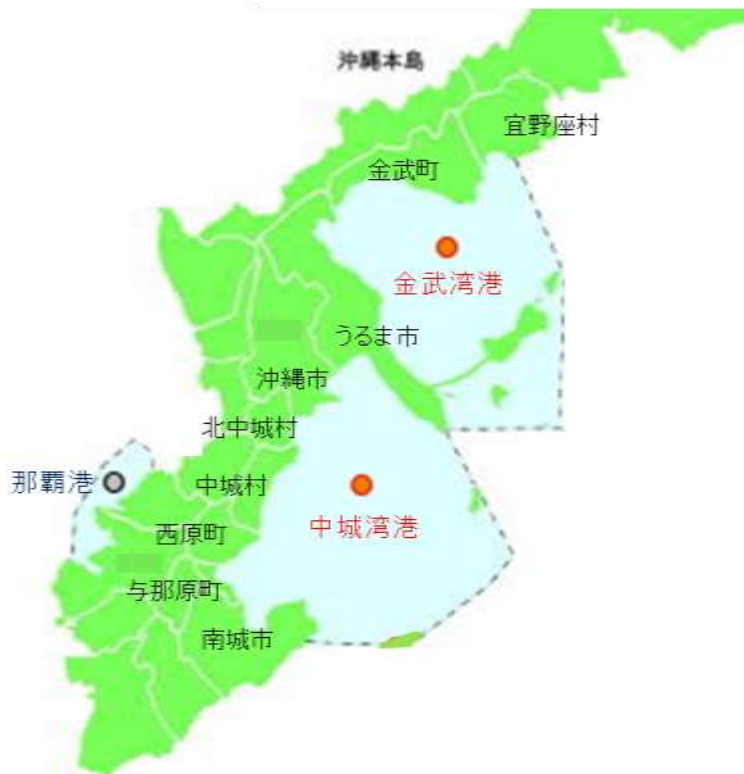 沖縄本島
宜野座村
金武町
金武湾港
うるま市
沖縄市
北中城村
那覇港
中城村
中城湾港
西原町
与那原町
南城市